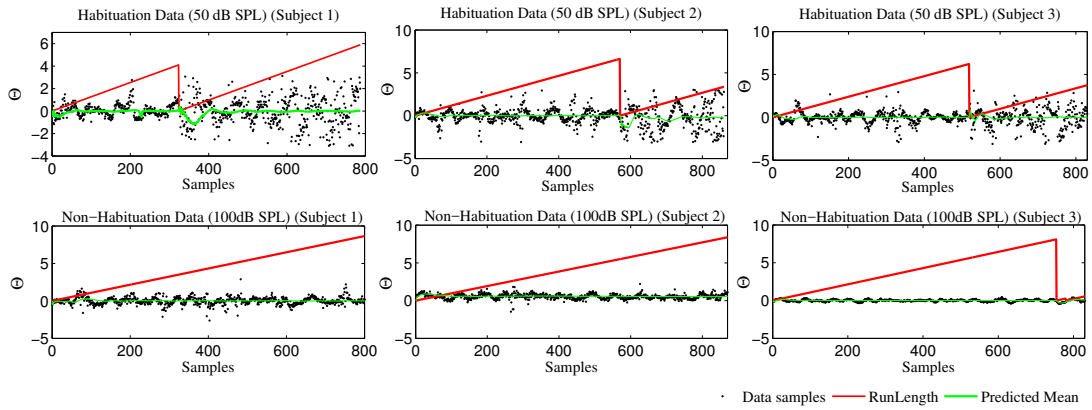 Habituation Data (50 dB SPL) (Subject 1)
Habituation Data (50 dB SPL) (Subject 2)
Habituation Data (50 dB SPL) (Subject 3)
6
4
2
0
−2
−4
Θ
0 200 400 600 800
Samples
10
5
0
−5
Θ
0 200 400 600 800
Samples
10
5
0
−5
Θ
0 200 400 600 800
Samples
Non−Habituation Data (100dB SPL) (Subject 1)
Non−Habituation Data (100dB SPL) (Subject 2)
Non−Habituation Data (100dB SPL) (Subject 3)
10
5
0
−5
Θ
0 200 400 600 800
Samples
10
5
0
−5
Θ
0 200 400 600 800
Samples
10
5
0
−5
Θ
0 200 400 600 800
Samples
Data samples RunLength Predicted Mean